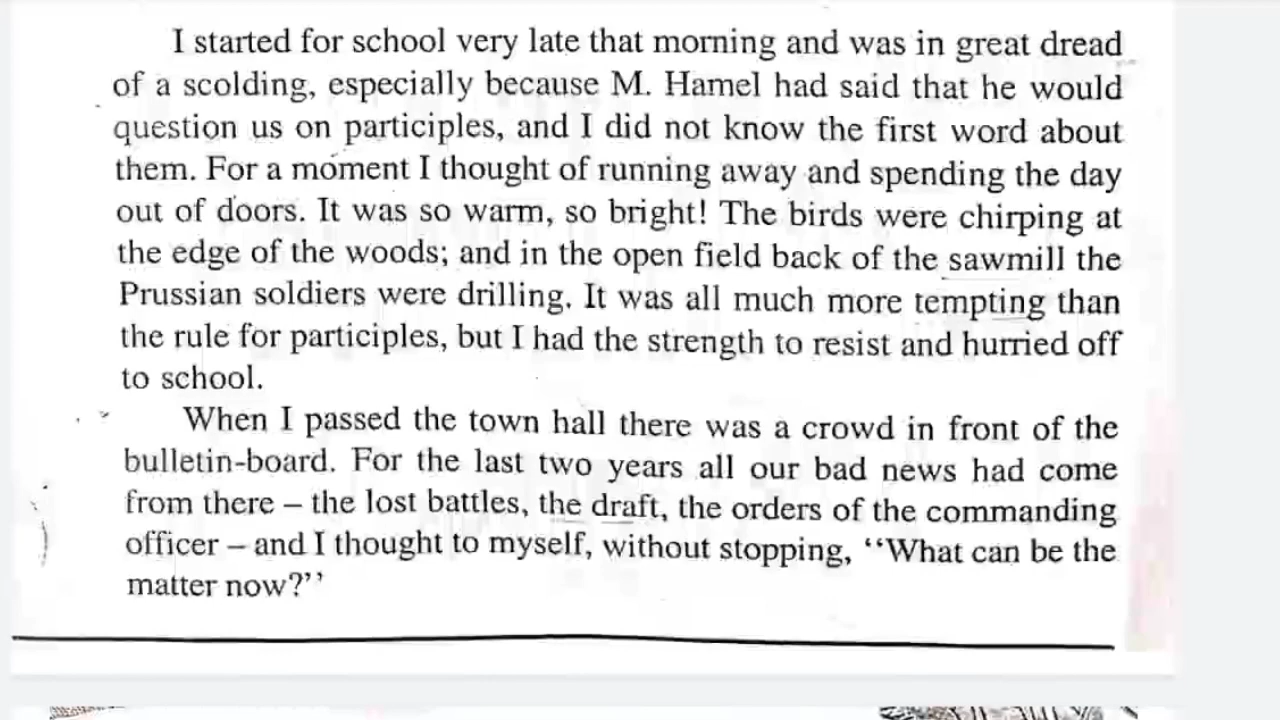 I started for school very late that morning and was in great dread
of a scolding, especially because M. Hamel had said that he would
question us on participles, and I did not know the first word about
them. For a moment I thought of running away and spending the day
out of doors. It was so warm, so bright! The birds were chirping at
the edge of the woods; and in the open field back of the sawmill the
Prussian soldiers were drilling. It was all much more tempting than
the rule for participles, but I had the strength to resist and hurried off
to school.
When I passed the town hall there was a crowd in front of the
bulletin-board. For the last two years all our bad news had come
from there – the lost battles, the draft, the orders of the commanding
officer – and I thought to myself, without stopping, ‘‘What can be the
matter now?’’